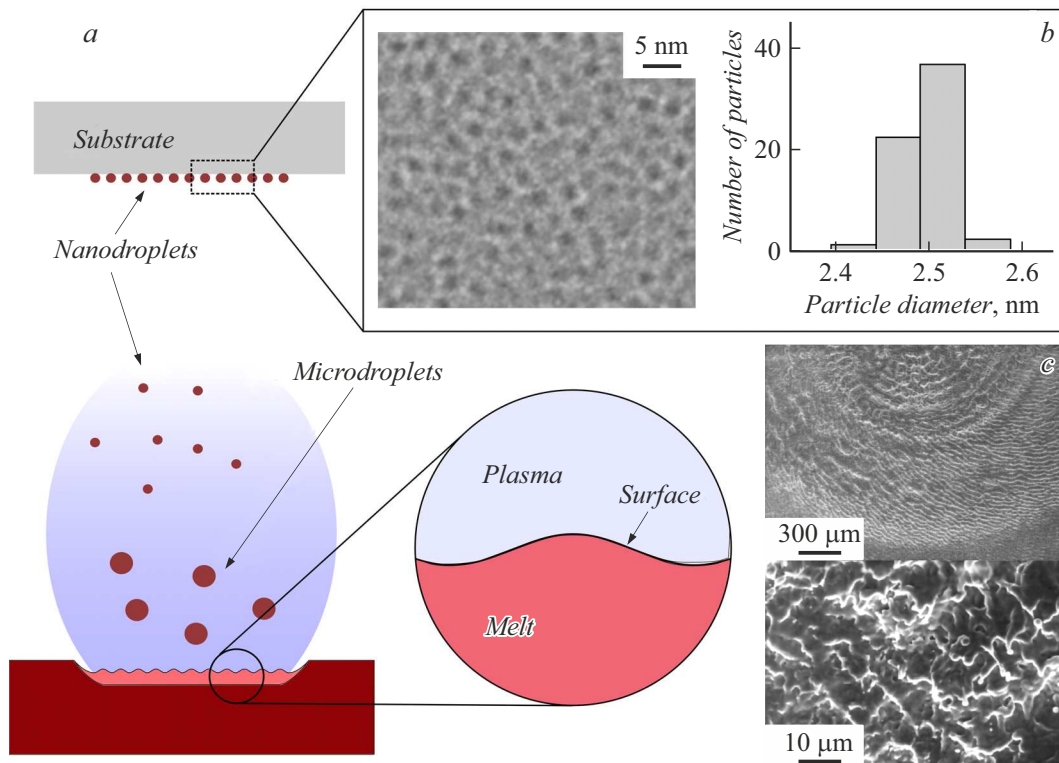 a
Substrate
Nanodroplets
5 nm
b
Number of particles
40
20
0
2.4
2.5
2.6
Particle diameter, nm
Microdroplets
Plasma
Surface
Melt
c
300 μm
10 μm